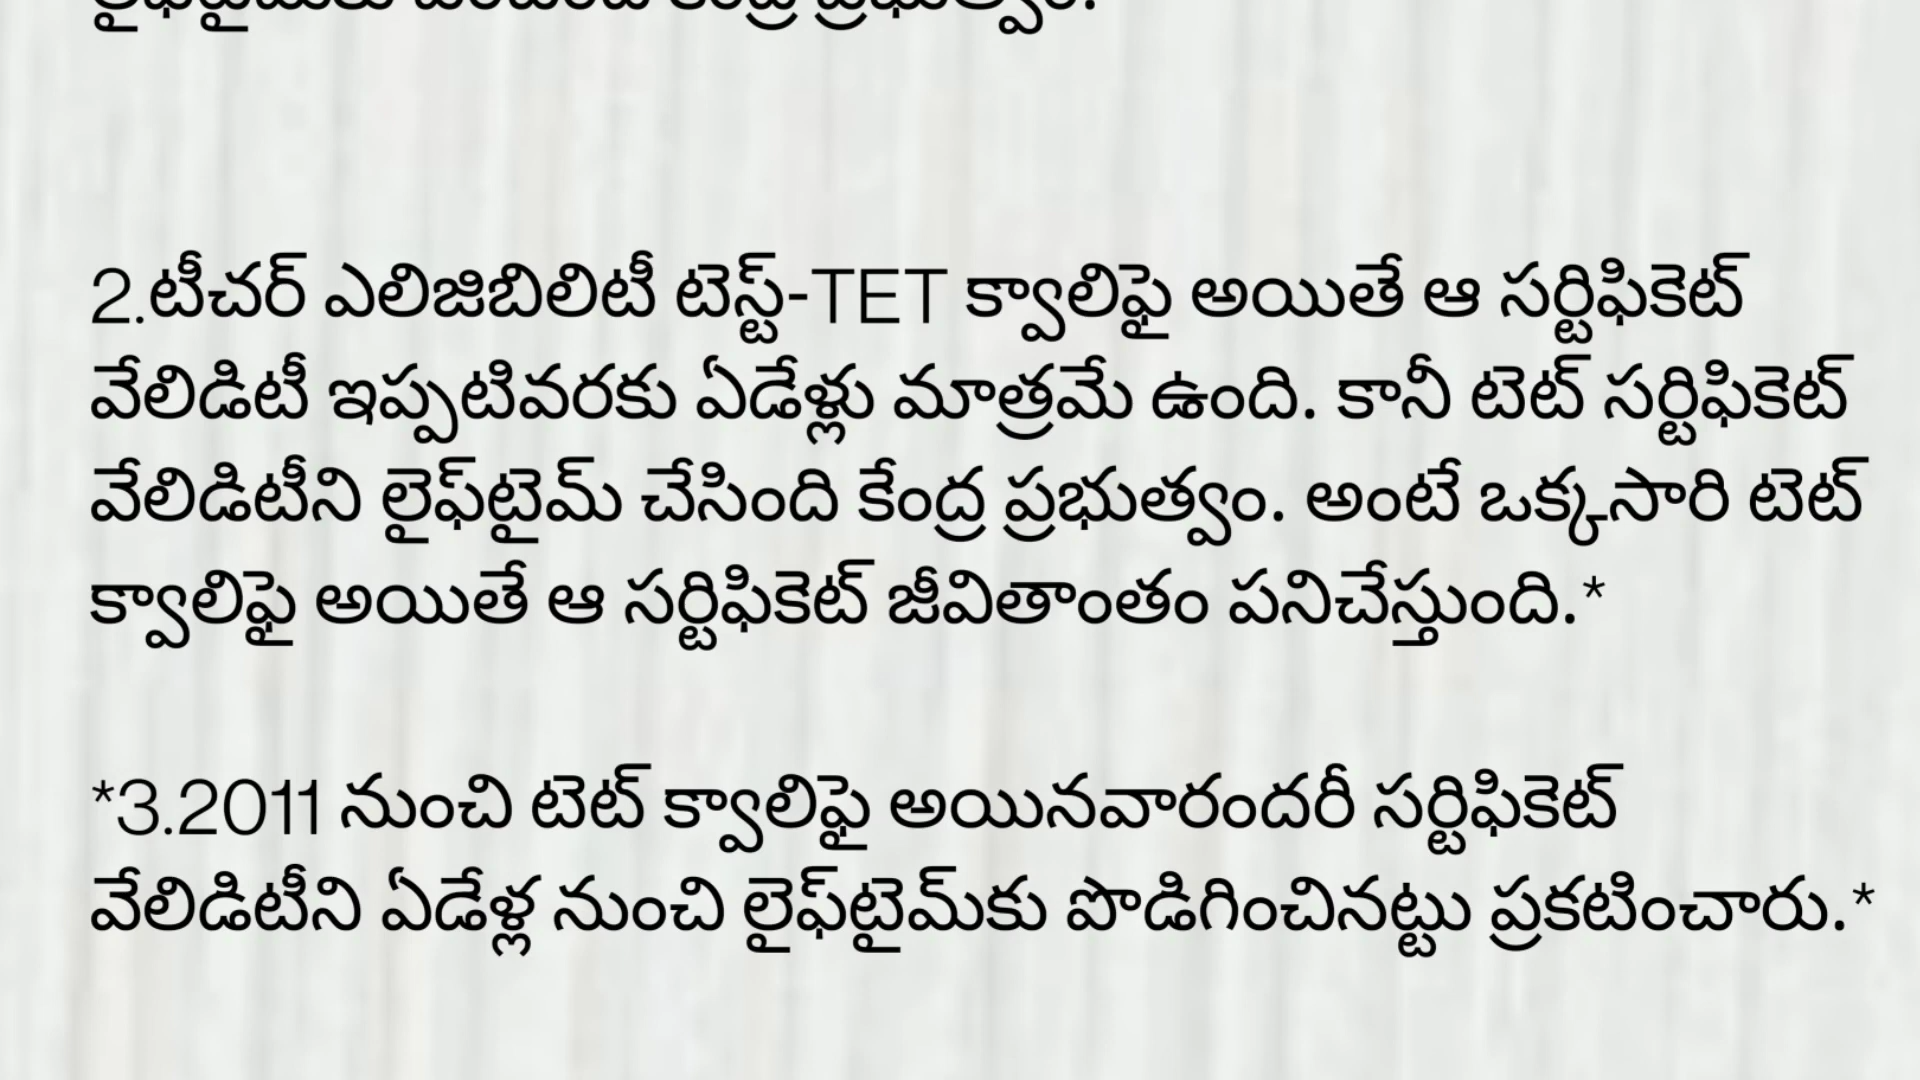 కేంద్ర ప్రభుత్వం.
2.టీచర్ ఎలిజిబిలిటీ టెస్ట్-TET క్వాలిఫై అయితే ఆ సర్టిఫికెట్
వేలిడిటీ ఇప్పటివరకు ఏడేళ్లు మాత్రమే ఉంది. కానీ టెట్ సర్టిఫికెట్
వేలిడిటీని లైఫ్‌టైమ్ చేసింది కేంద్ర ప్రభుత్వం. అంటే ఒక్కసారి టెట్
క్వాలిఫై అయితే ఆ సర్టిఫికెట్ జీవితాంతం పనిచేస్తుంది.*
*3.2011 నుంచి టెట్ క్వాలిఫై అయినవారందరీ సర్టిఫికెట్
వేలిడిటీని ఏడేళ్ల నుంచి లైఫ్‌టైమ్‌కు పొడిగించినట్టు ప్రకటించారు.*